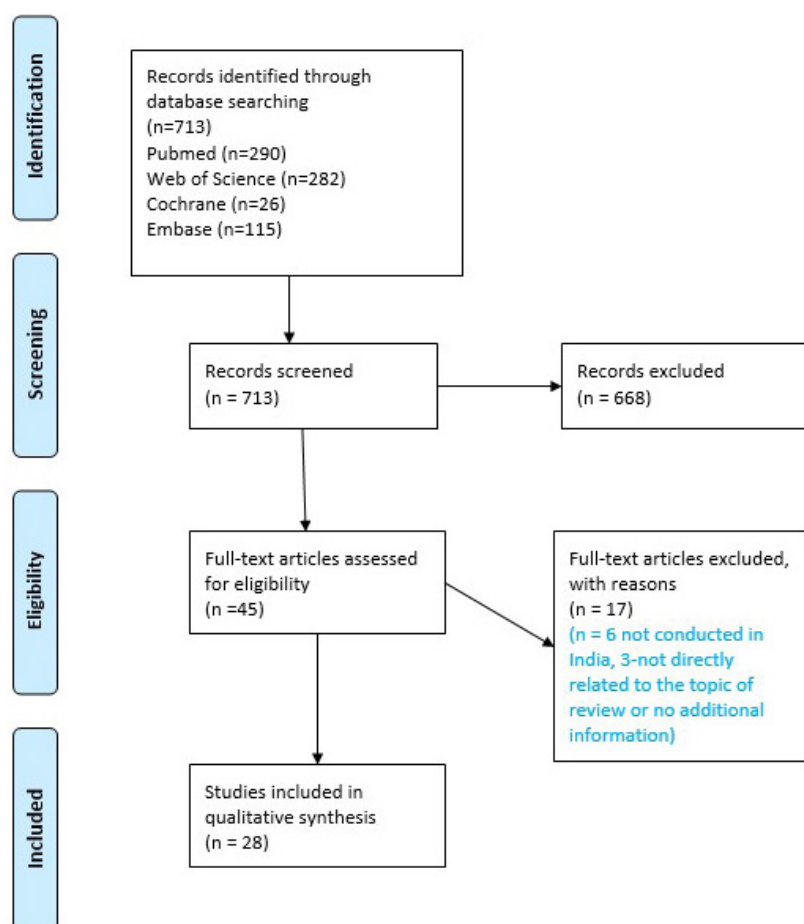 Identification
Records identified through
database searching
(n=713)
Pubmed (n=290)
Web of Science (n=282)
Cochrane (n=26)
Embase (n=115)
Screening
Records screened
(n = 713)
Records excluded
(n = 668)
Eligibility
Full-text articles assessed
for eligibility
(n =45)
Full-text articles excluded,
with reasons
(n = 17)
(n = 6 not conducted in
India, 3-not directly
related to the topic of
review or no additional
information)
Included
Studies included in
qualitative synthesis
(n = 28)